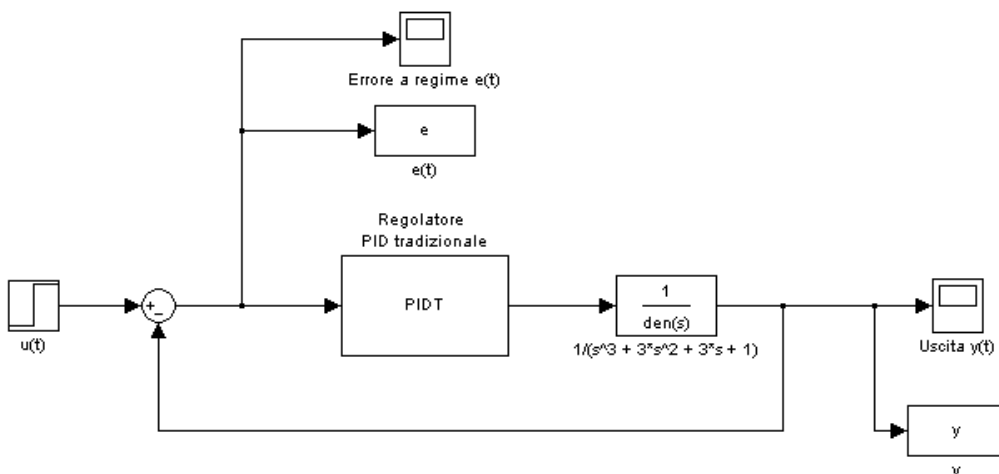 Errore a regime e(t)
e
e(t)
Regolatore
PID tradizionale
PIDT
1
den(s)
1/(s^3 + 3*s^2 + 3*s + 1)
+
−
u(t)
Uscita y(t)
y
y